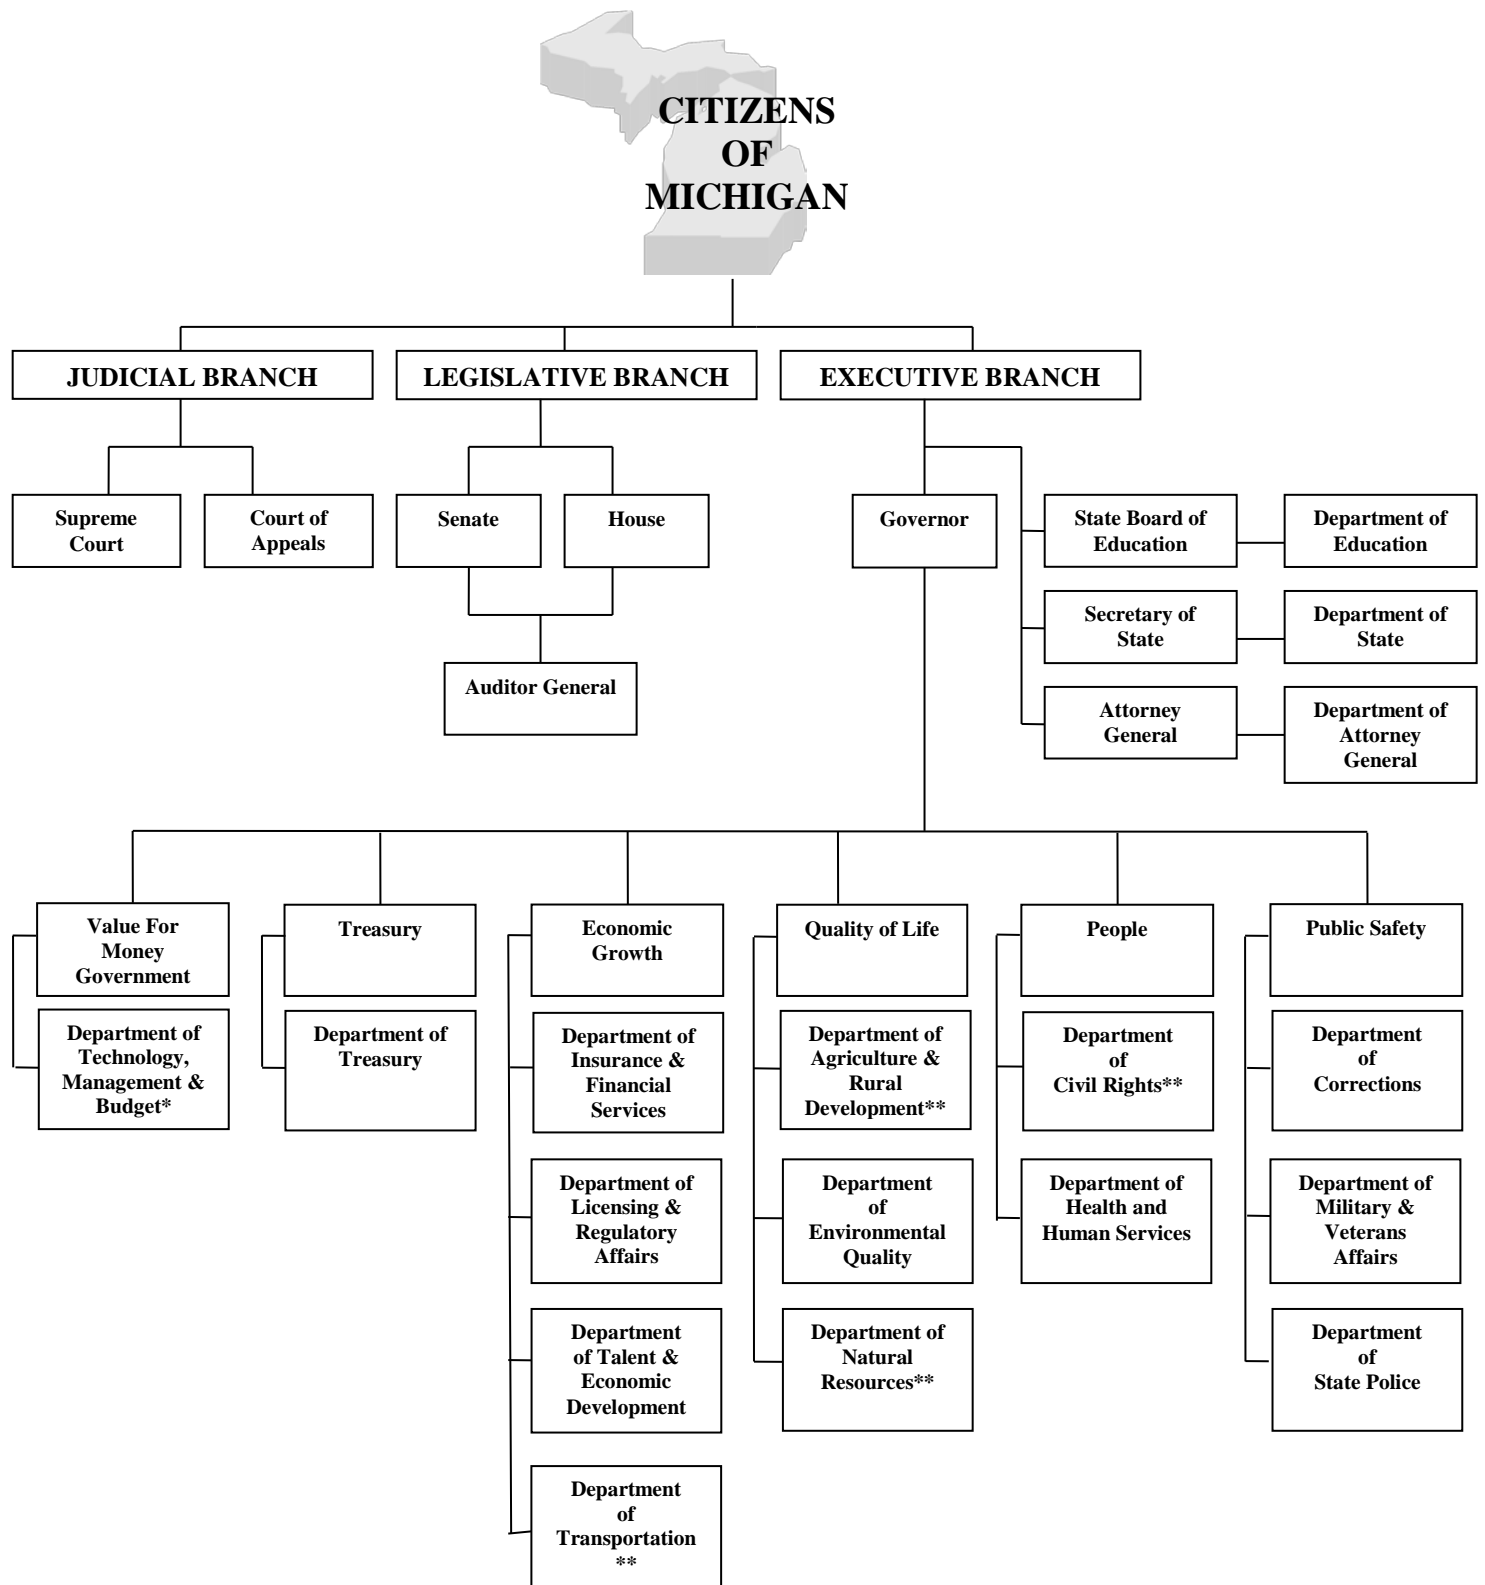 CITIZENS
OF
MICHIGAN
JUDICIAL BRANCH
LEGISLATIVE BRANCH
EXECUTIVE BRANCH
Supreme
Court
Court of
Appeals
Senate
House
Governor
State Board of
Education
Department of
Education
Secretary of
State
Department of
State
Auditor General
Attorney
General
Department of
Attorney
General
Value For
Money
Government
Treasury
Economic
Growth
Quality of Life
People
Public Safety
Department of
Technology,
Management &
Budget*
Department of
Treasury
Department of
Insurance &
Financial
Services
Department of
Agriculture &
Rural
Development**
Department
of
Civil Rights**
Department
of
Corrections
Department of
Licensing &
Regulatory
Affairs
Department
of
Environmental
Quality
Department of
Health and
Human Services
Department of
Military &
Veterans
Affairs
Department
of Talent &
Economic
Development
Department of
Natural
Resources**
Department
of
State Police
Department
of
Transportation
**